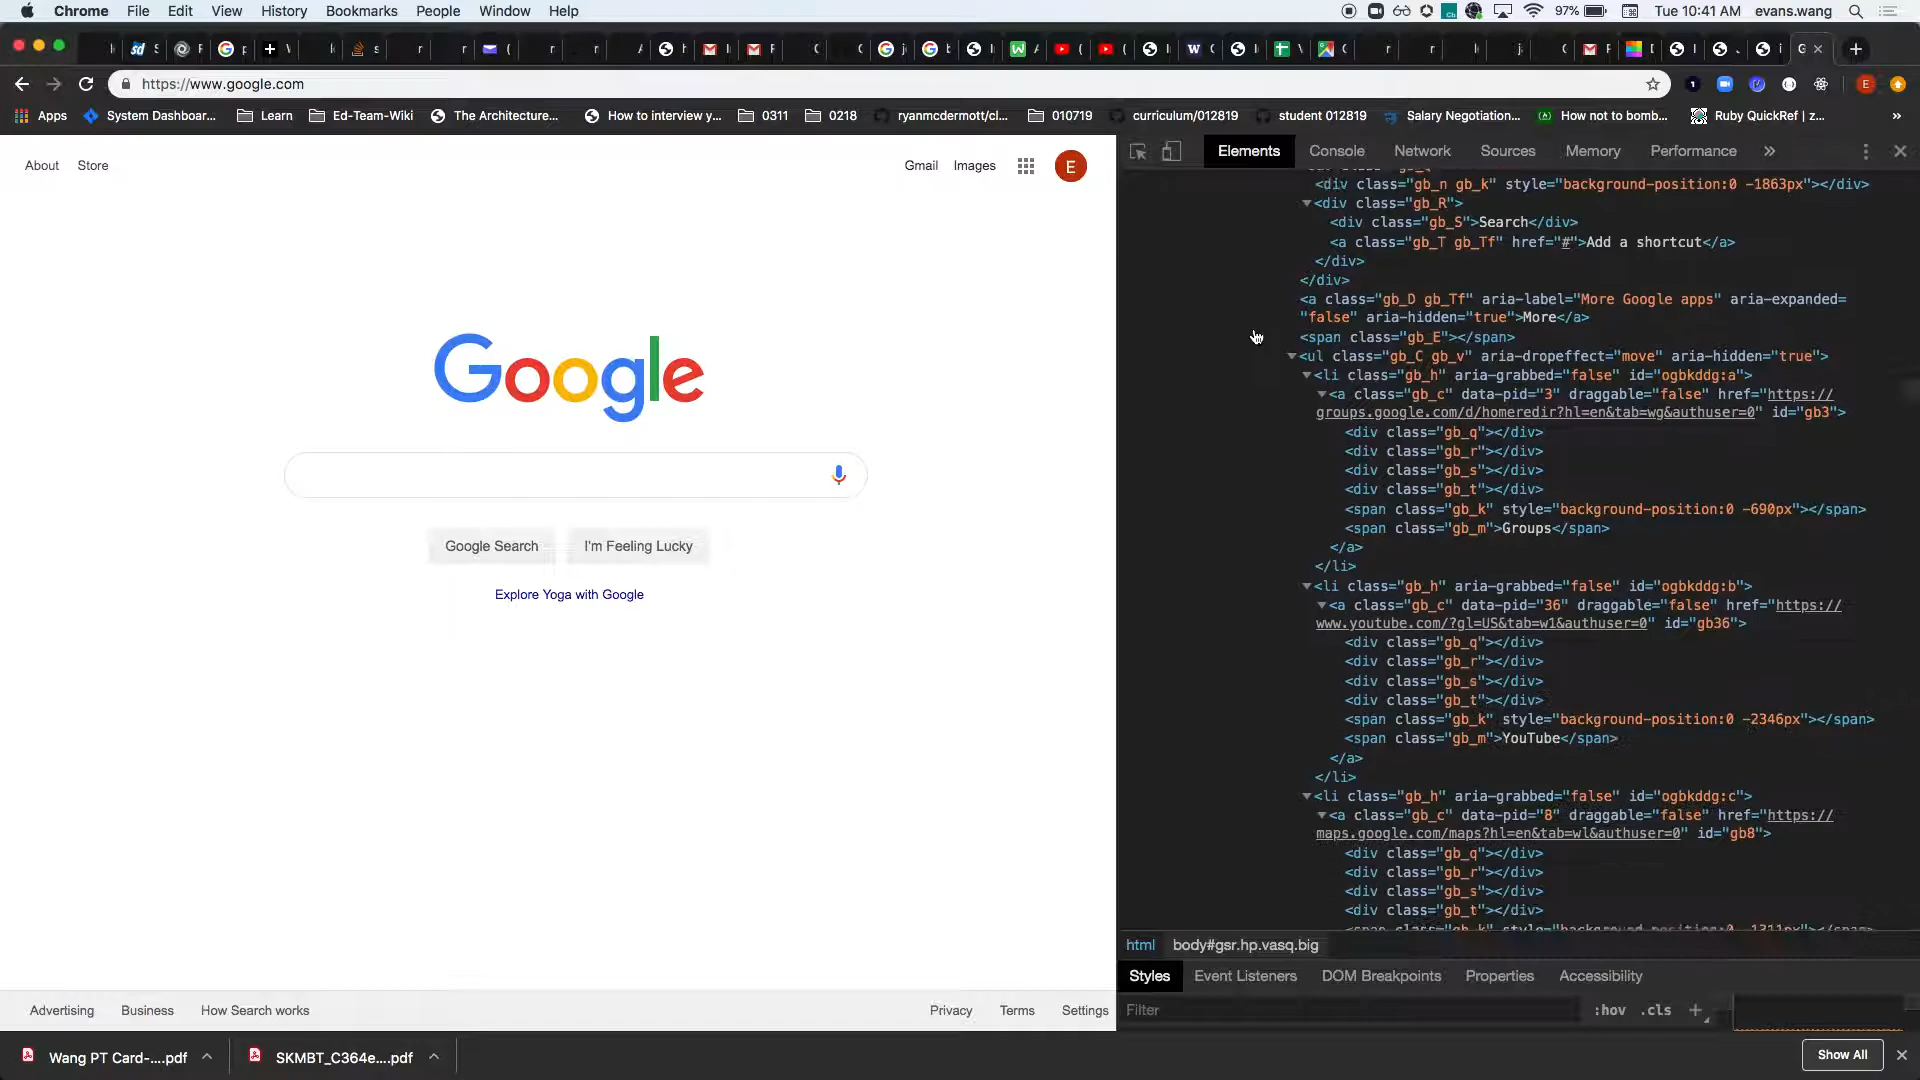 Chrome File Edit View History Bookmarks People Window Help 97% Tue 10:41 AM evans.wang
https://www.google.com
Apps System Dashboar... Learn Ed-Team-Wiki The Architecture... How to interview y... 0311 0218 ryanmcdermott/cl... 010719 curriculum/012819 student 012819 Salary Negotiation... How not to bomb... Ruby QuickRef | z... »
About Store Gmail Images E
Google
Google Search I'm Feeling Lucky
Explore Yoga with Google
Advertising Business How Search works Privacy Terms Settings
Elements Console Network Sources Memory Performance »
<div class="gb_n gb_k" style="background-position:0 -1863px"></div>
<div class="gb_R">
<div class="gb_S">Search</div>
<a class="gb_T gb_Tf" href="#">Add a shortcut</a>
</div>
</div>
<a class="gb_D gb_Tf" aria-label="More Google apps" aria-expanded=
"false" aria-hidden="true">More</a>
<span class="gb_E"></span>
<ul class="gb_C gb_v" aria-dropeffect="move" aria-hidden="true">
<li class="gb_h" aria-grabbed="false" id="ogbkddg:a">
<a class="gb_c" data-pid="3" draggable="false" href="https://
groups.google.com/d/homeredir?hl=en&tab=wg&authuser=0" id="gb3">
<div class="gb_q"></div>
<div class="gb_r"></div>
<div class="gb_s"></div>
<div class="gb_t"></div>
<span class="gb_k" style="background-position:0 -690px"></span>
<span class="gb_m">Groups</span>
</a>
</li>
<li class="gb_h" aria-grabbed="false" id="ogbkddg:b">
<a class="gb_c" data-pid="36" draggable="false" href="https://
www.youtube.com/?gl=US&tab=w1&authuser=0" id="gb36">
<div class="gb_q"></div>
<div class="gb_r"></div>
<div class="gb_s"></div>
<div class="gb_t"></div>
<span class="gb_k" style="background-position:0 -2346px"></span>
<span class="gb_m">YouTube</span>
</a>
</li>
<li class="gb_h" aria-grabbed="false" id="ogbkddg:c">
<a class="gb_c" data-pid="8" draggable="false" href="https://
maps.google.com/maps?hl=en&tab=wl&authuser=0" id="gb8">
<div class="gb_q"></div>
<div class="gb_r"></div>
<div class="gb_s"></div>
<div class="gb_t"></div>
html body#gsr.hp.vasq.big
Styles Event Listeners DOM Breakpoints Properties Accessibility
Filter :hov .cls +
Wang PT Card-....pdf SKMBT_C364e....pdf Show All